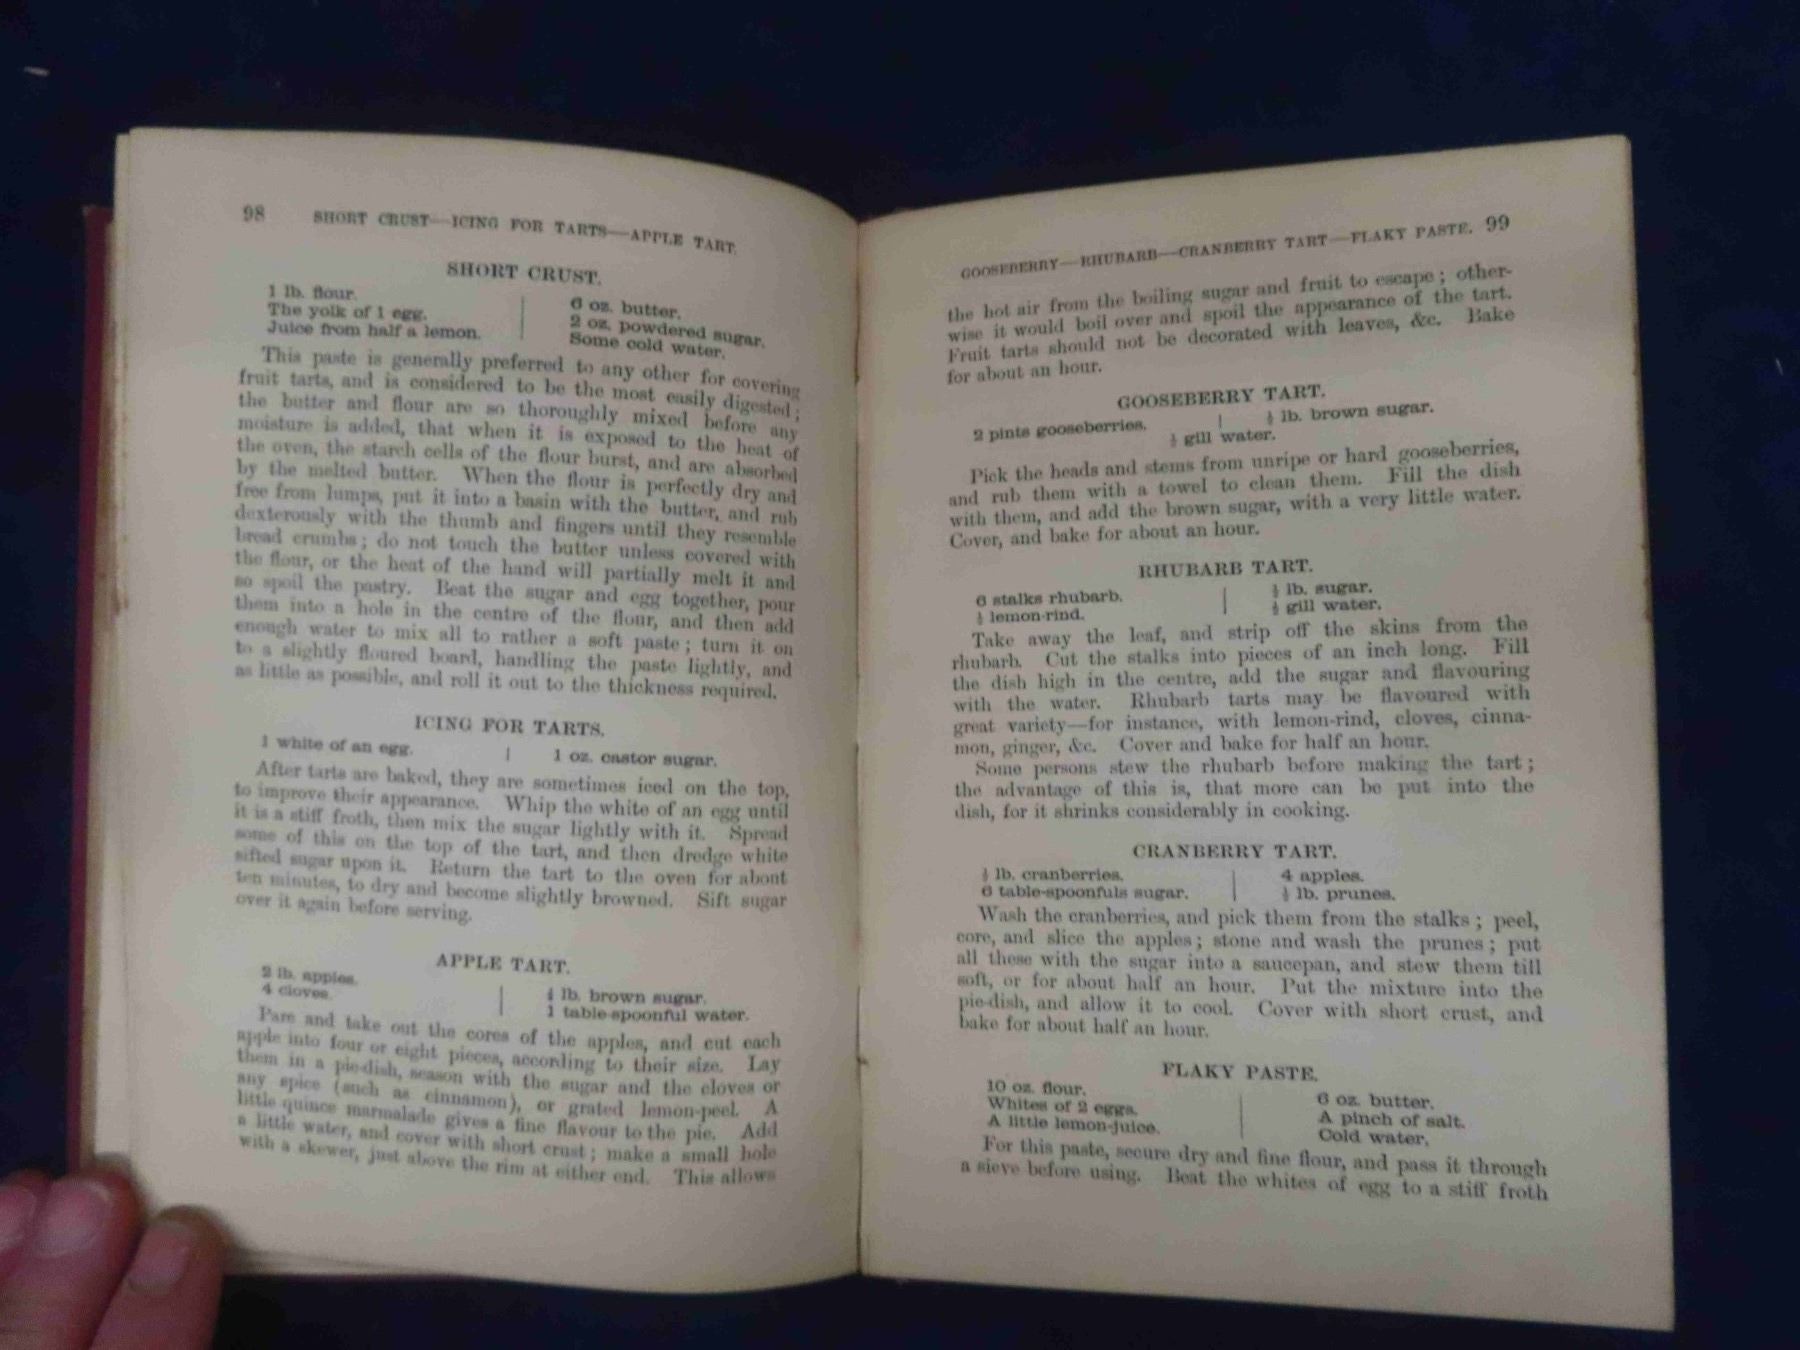 98 SHORT CRUST—ICING FOR TARTS—APPLE TART.
SHORT CRUST.
1 lb. flour.
The yolk of 1 egg.
Juice from half a lemon.
6 oz. butter.
2 oz. powdered sugar.
Some cold water.
This paste is generally preferred to any other for covering
fruit tarts, and is considered to be the most easily digested;
the butter and flour are so thoroughly mixed before any
moisture is added, that when it is exposed to the heat of
the oven, the starch cells of the flour burst, and are absorbed
by the melted butter. When the flour is perfectly dry and
free from lumps, put it into a basin with the butter, and rub
dexterously with the thumb and fingers until they resemble
bread crumbs; do not touch the butter unless covered with
the flour, or the heat of the hand will partially melt it and
so spoil the pastry. Beat the sugar and egg together, pour
them into a hole in the centre of the flour, and then add
enough water to mix all to rather a soft paste; turn it on
to a slightly floured board, handling the paste lightly, and
as little as possible, and roll it out to the thickness required.
ICING FOR TARTS.
1 white of an egg.
1 oz. castor sugar.
After tarts are baked, they are sometimes iced on the top,
to improve their appearance. Whip the white of an egg until
it is a stiff froth, then mix the sugar lightly with it. Spread
some of this on the top of the tart, and then dredge white
sifted sugar upon it. Return the tart to the oven for about
ten minutes, to dry and become slightly browned. Sift sugar
over it again before serving.
APPLE TART.
2 lb. apples.
4 cloves.
lb. brown sugar.
1 table-spoonful water.
Pare and take out the cores of the apples, and cut each
apple into four or eight pieces, according to their size. Lay
them in a pie-dish, season with the sugar and the cloves or
any spice (such as cinnamon), or grated lemon-peel. A
little quince marmalade gives a fine flavour to the pie. Add
a little water, and cover with short crust; make a small hole
with a skewer, just above the rim at either end. This allows
GOOSEBERRY—RHUBARB—CRANBERRY TART—FLAKY PASTE. 99
the hot air from the boiling sugar and fruit to escape; other-
wise it would boil over and spoil the appearance of the tart.
Fruit tarts should not be decorated with leaves, &c. Bake
for about an hour.
GOOSEBERRY TART.
2 pints gooseberries.
lb. brown sugar.
gill water.
Pick the heads and stems from unripe or hard gooseberries,
and rub them with a towel to clean them. Fill the dish
with them, and add the brown sugar, with a very little water.
Cover, and bake for about an hour.
RHUBARB TART.
6 stalks rhubarb.
lemon-rind.
lb. sugar.
gill water.
Take away the leaf, and strip off the skins from the
rhubarb. Cut the stalks into pieces of an inch long. Fill
the dish high in the centre, add the sugar and flavouring
with the water. Rhubarb tarts may be flavoured with
great variety—for instance, with lemon-rind, cloves, cinna-
mon, ginger, &c. Cover and bake for half an hour.
Some persons stew the rhubarb before making the tart;
the advantage of this is, that more can be put into the
dish, for it shrinks considerably in cooking.
CRANBERRY TART.
lb. cranberries.
6 table-spoonfuls sugar.
4 apples.
lb. prunes.
Wash the cranberries, and pick them from the stalks; peel,
core, and slice the apples; stone and wash the prunes; put
all these with the sugar into a saucepan, and stew them till
soft, or for about half an hour. Put the mixture into the
pie-dish, and allow it to cool. Cover with short crust, and
bake for about half an hour.
FLAKY PASTE.
10 oz. flour.
Whites of 2 eggs.
A little lemon-juice.
6 oz. butter.
A pinch of salt.
Cold water.
For this paste, secure dry and fine flour, and pass it through
a sieve before using. Beat the whites of egg to a stiff froth